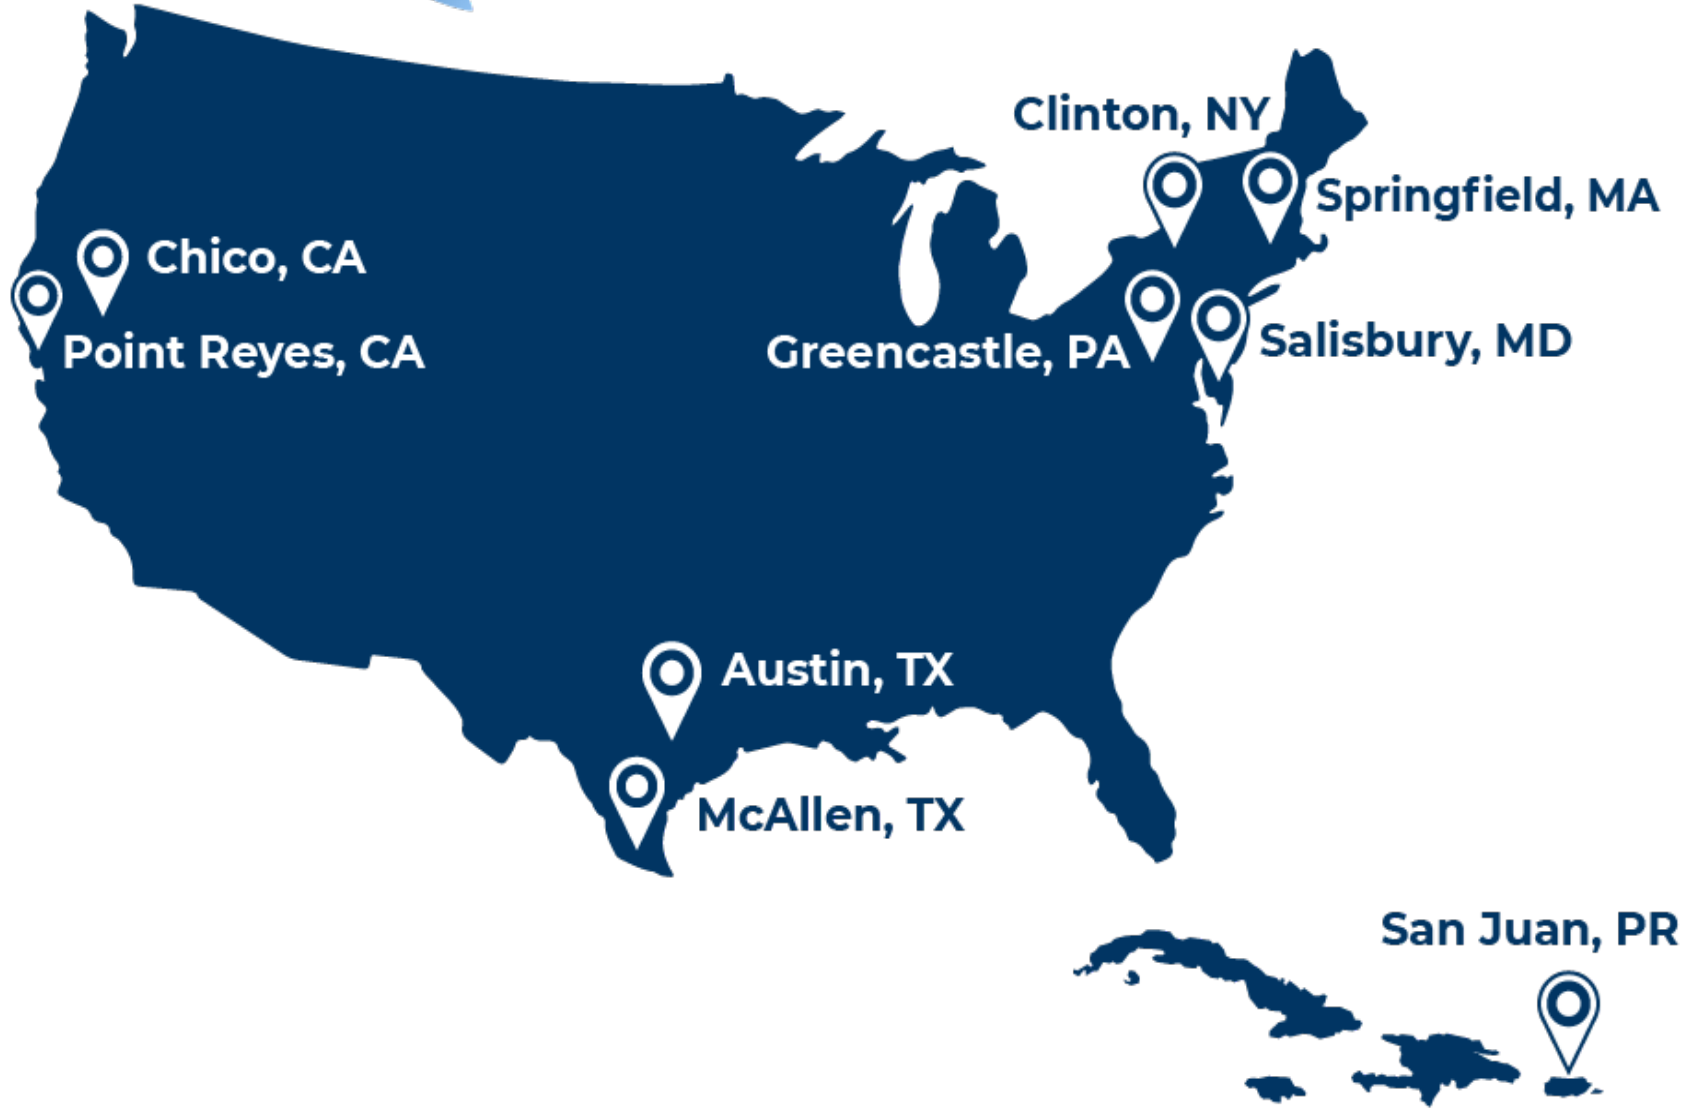 Clinton, NY
Springfield, MA
Chico, CA
Point Reyes, CA
Greencastle, PA
Salisbury, MD
Austin, TX
McAllen, TX
San Juan, PR